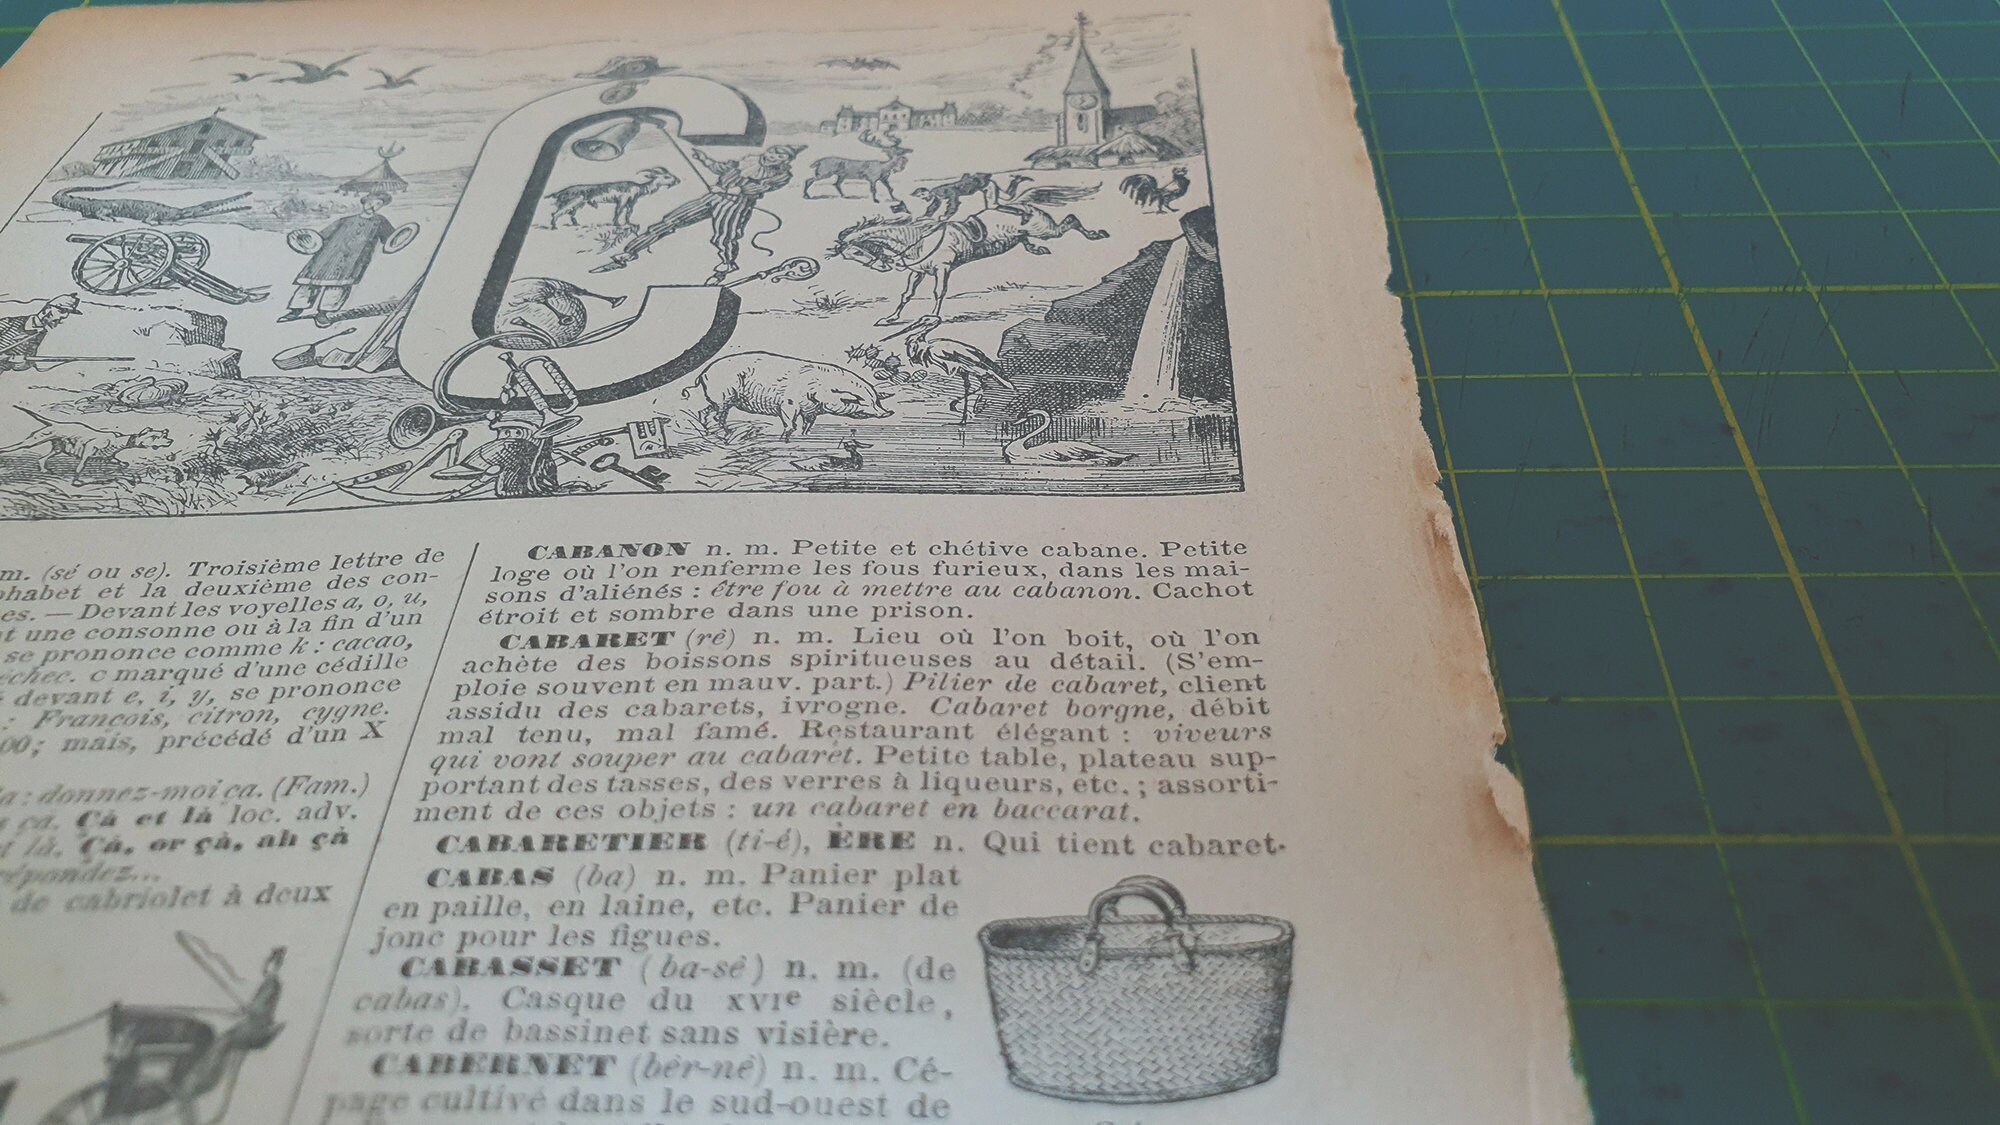 C
m. (sé ou se). Troisième lettre de
phabet et la deuxième des con-
es. — Devant les voyelles a, o, u,
t une consonne ou à la fin d'un
se prononce comme k : cacao,
échec. c marqué d'une cédille
devant e, i, y, se prononce
: François, citron, cygne.
00; mais, précédé d'un X
la : donnez-moi ça. (Fam.)
ça. Çà et là loc. adv.
et là. Çà, or çà, ah çà
répondez...
de cabriolet à deux
CABANON n. m. Petite et chétive cabane. Petite
loge où l'on renferme les fous furieux, dans les mai-
sons d'aliénés : être fou à mettre au cabanon. Cachot
étroit et sombre dans une prison.
CABARET (rè) n. m. Lieu où l'on boit, où l'on
achète des boissons spiritueuses au détail. (S'em-
ploie souvent en mauv. part.) Pilier de cabaret, client
assidu des cabarets, ivrogne. Cabaret borgne, débit
mal tenu, mal famé. Restaurant élégant : viveurs
qui vont souper au cabaret. Petite table, plateau sup-
portant des tasses, des verres à liqueurs, etc. ; assorti-
ment de ces objets : un cabaret en baccarat.
CABARETIER (ti-é), ÈRE n. Qui tient cabaret.
CABAS (ba) n. m. Panier plat
en paille, en laine, etc. Panier de
jonc pour les figues.
CABASSET (ba-sè) n. m. (de
cabas). Casque du XVIe siècle,
sorte de bassinet sans visière.
CABERNET (bèr-nè) n. m. Cé-
page cultivé dans le sud-ouest de